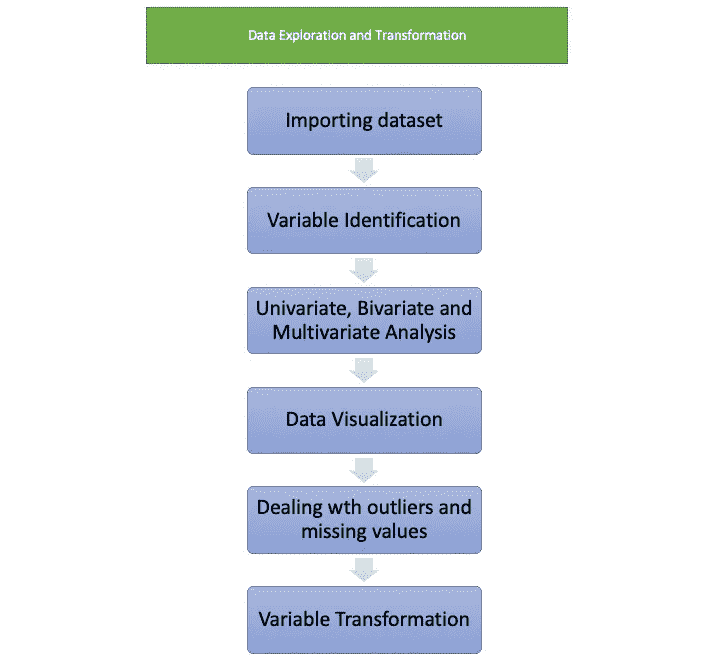 Data Exploration and Transformation
Importing dataset
Variable Identification
Univariate, Bivariate and
Multivariate Analysis
Data Visualization
Dealing wth outliers and
missing values
Variable Transformation